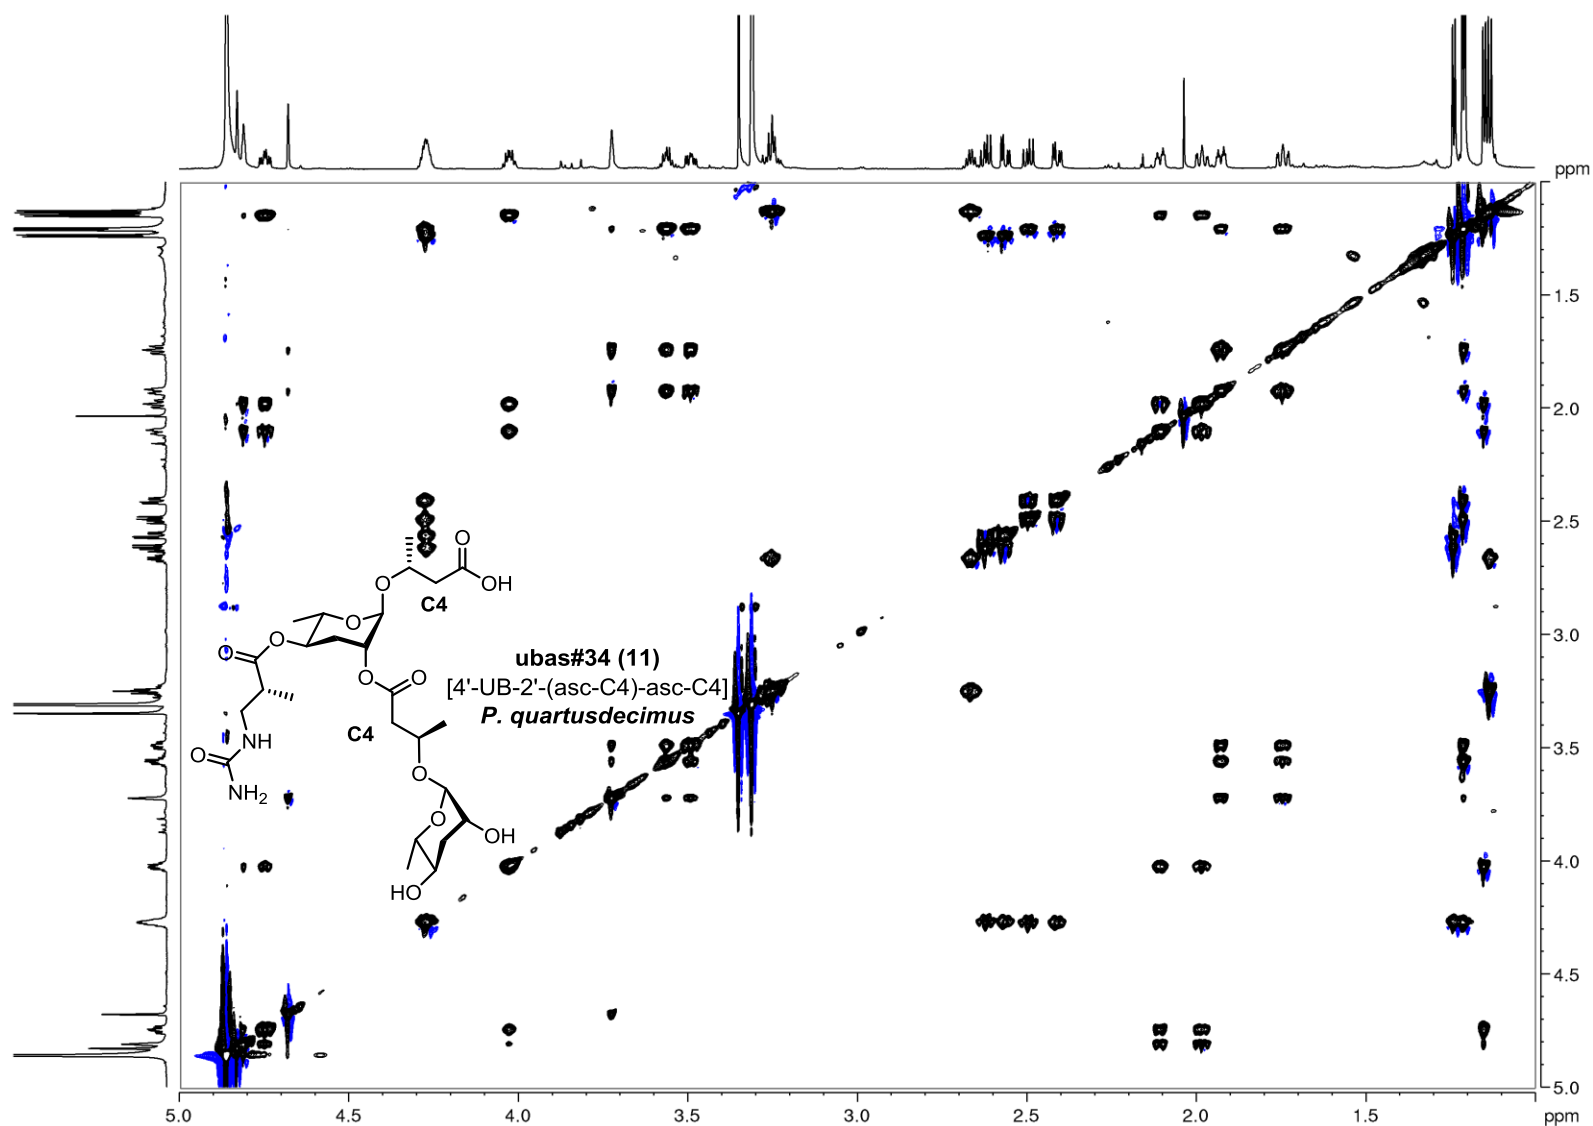 ppm
1.5
2.0
2.5
3.0
3.5
4.0
4.5
5.0
5.0
4.5
4.0
3.5
3.0
2.5
2.0
1.5
ppm
O
O
OH
C4
O
O
O
O
O
ubas#34 (11)
[4'-UB-2'-(asc-C4)-asc-C4]
P. quartusdecimus
C4
NH
O
O
NH2
O
OH
HO